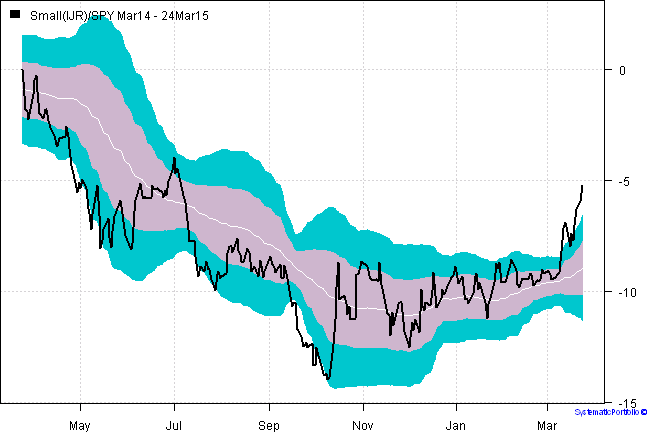 Small(IJR)/SPY Mar14 - 24Mar15
0
-5
-10
-15
May Jul Sep Nov Jan Mar
SystematicPortfolio ©